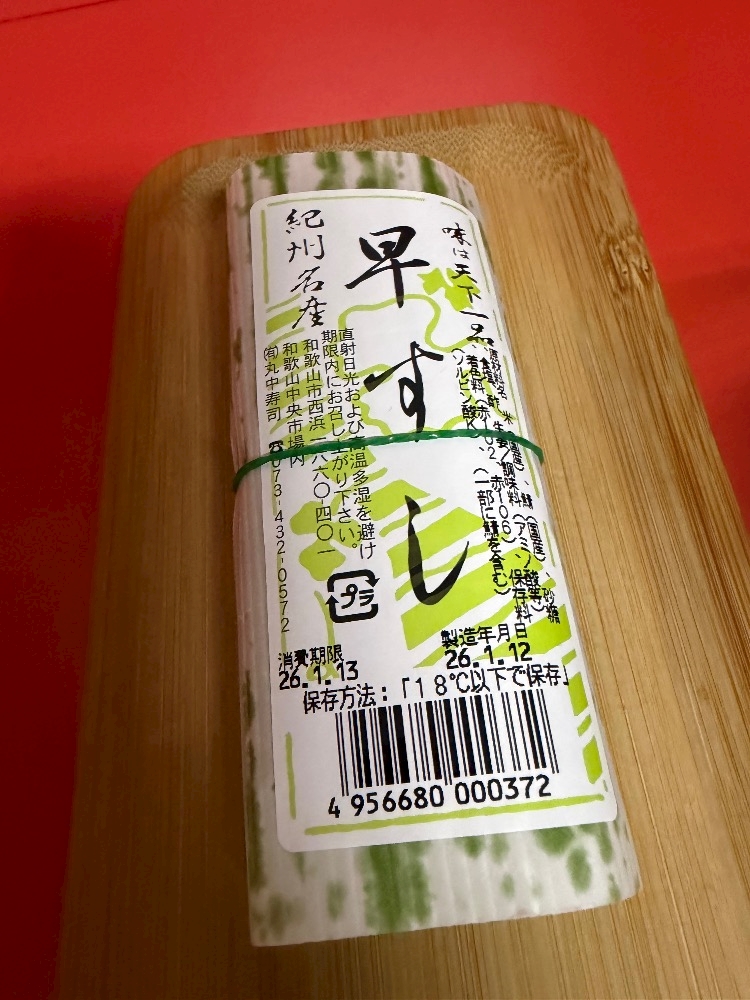 味は天下一品
早すし
紀州名産
原材料名 米(国産)、鯖(国産)、砂糖
、食塩、酢、生姜/調味料(アミノ酸等)
、着色料(赤102、赤106)、保存料
(ソルビン酸K)、(一部に鯖を含む)
直射日光および高温多湿を避け
期限内にお召し上がり下さい。
和歌山市西浜一六六〇-四〇一
和歌山中央市場内
(有)丸中寿司 ☎073-432-0572
プラ
製造年月日
26.1.12
消費期限
26.1.13
保存方法:「18℃以下で保存」
4 956680 000372